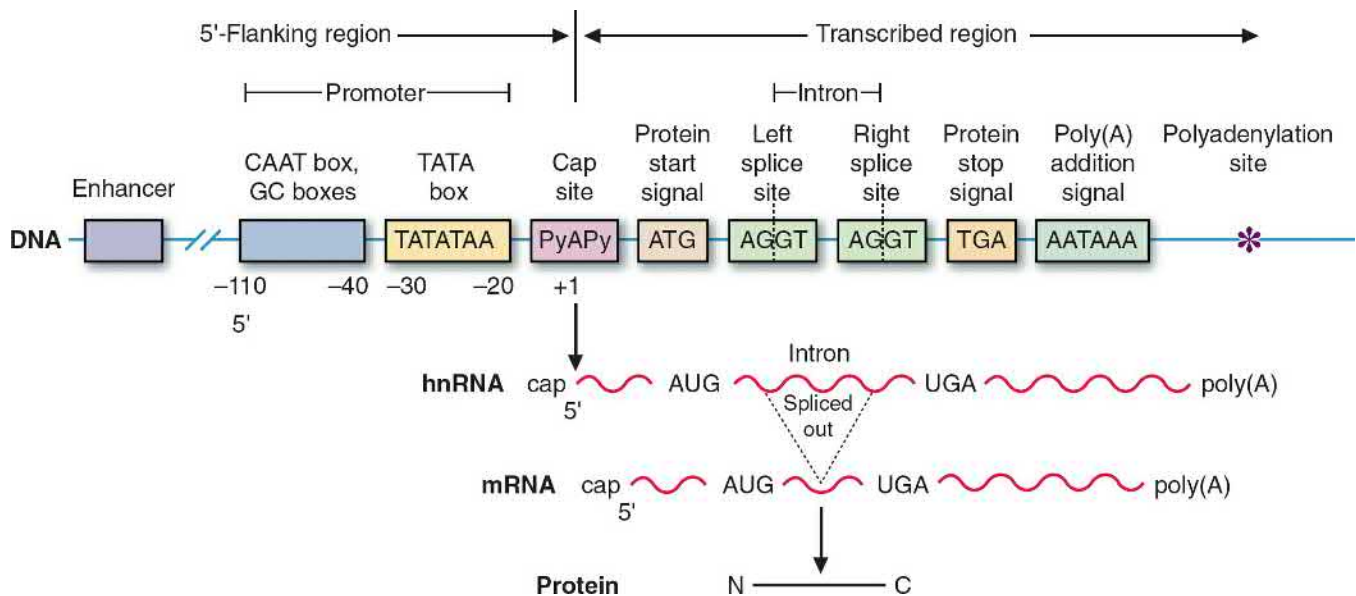 5'-Flanking region
Transcribed region
Promoter
Intron
CAAT box,
GC boxes
TATA
box
Cap
site
Protein
start
signal
Left
splice
site
Right
splice
site
Protein
stop
signal
Poly(A)
addition
signal
Polyadenylation
site
Enhancer
DNA
TATATAA
PyAPy
ATG
AGGT
AGGT
TGA
AATAAA
*
–110
–40
–30
–20
+1
5'
hnRNA cap AUG Intron UGA poly(A)
5'
Spliced
out
mRNA cap AUG UGA poly(A)
5'
Protein N C